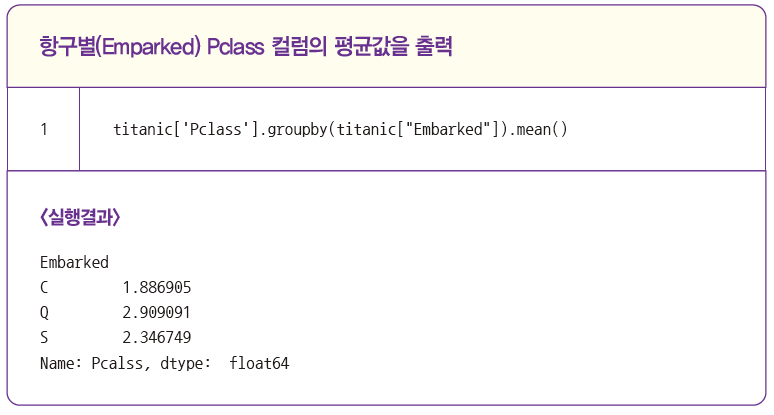 항구별(Emparked) Pclass 컬럼의 평균값을 출력
1 titanic['Pclass'].groupby(titanic["Embarked"]).mean()
<실행결과>
Embarked
C 1.886905
Q 2.909091
S 2.346749
Name: Pcalss, dtype: float64